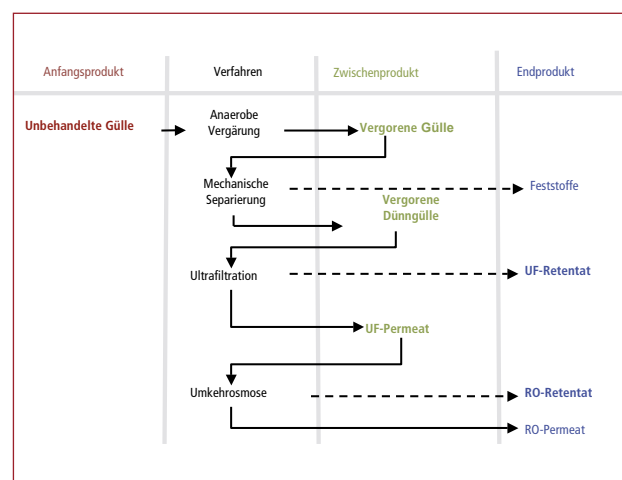 Anfangsprodukt
Verfahren
Zwischenprodukt
Endprodukt
Unbehandelte Gülle
Anaerobe
Vergärung
Vergorene Gülle
Mechanische
Separierung
Feststoffe
Vergorene
Dünngülle
Ultrafiltration
UF-Retentat
UF-Permeat
Umkehrosmose
RO-Retentat
RO-Permeat